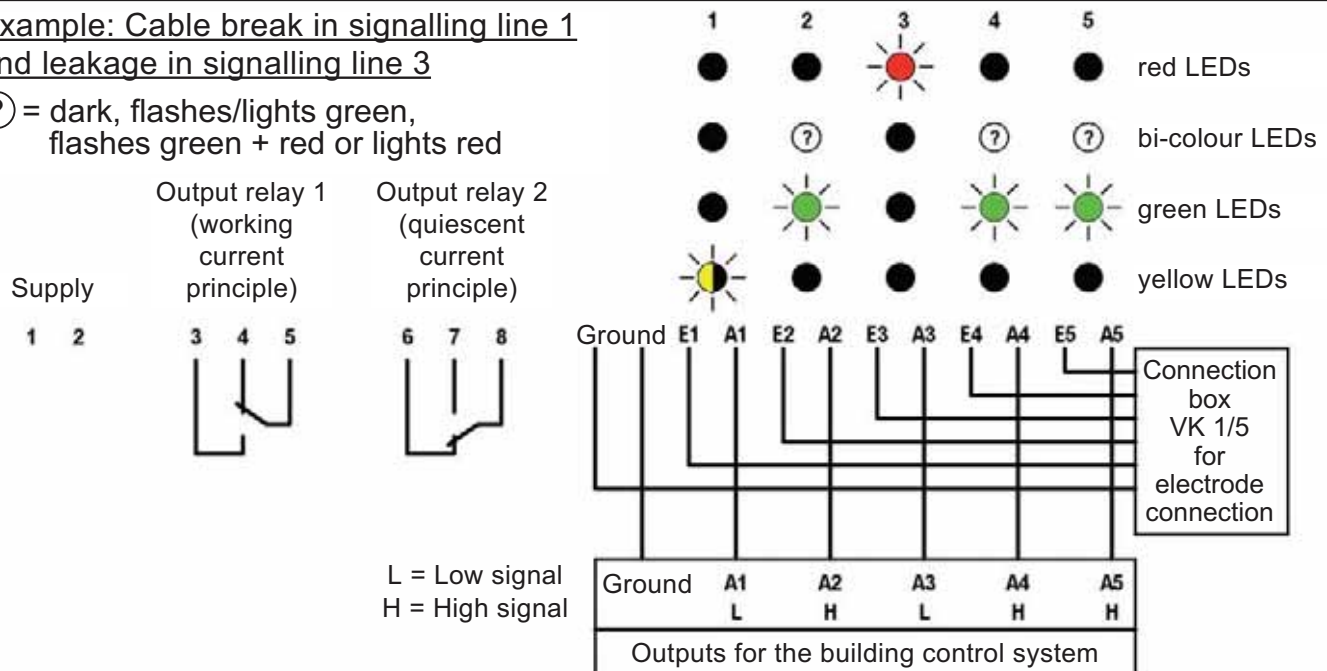 xample: Cable break in signalling line 1
nd leakage in signalling line 3
? = dark, flashes/lights green,
flashes green + red or lights red
1 2 3 4 5
red LEDs
? ? ? bi-colour LEDs
green LEDs
yellow LEDs
Supply
1 2
Output relay 1
(working
current
principle)
3 4 5
Output relay 2
(quiescent
current
principle)
6 7 8
Ground E1 A1 E2 A2 E3 A3 E4 A4 E5 A5
Connection
box
VK 1/5
for
electrode
connection
L = Low signal
H = High signal
Ground A1 A2 A3 A4 A5
L H L H H
Outputs for the building control system